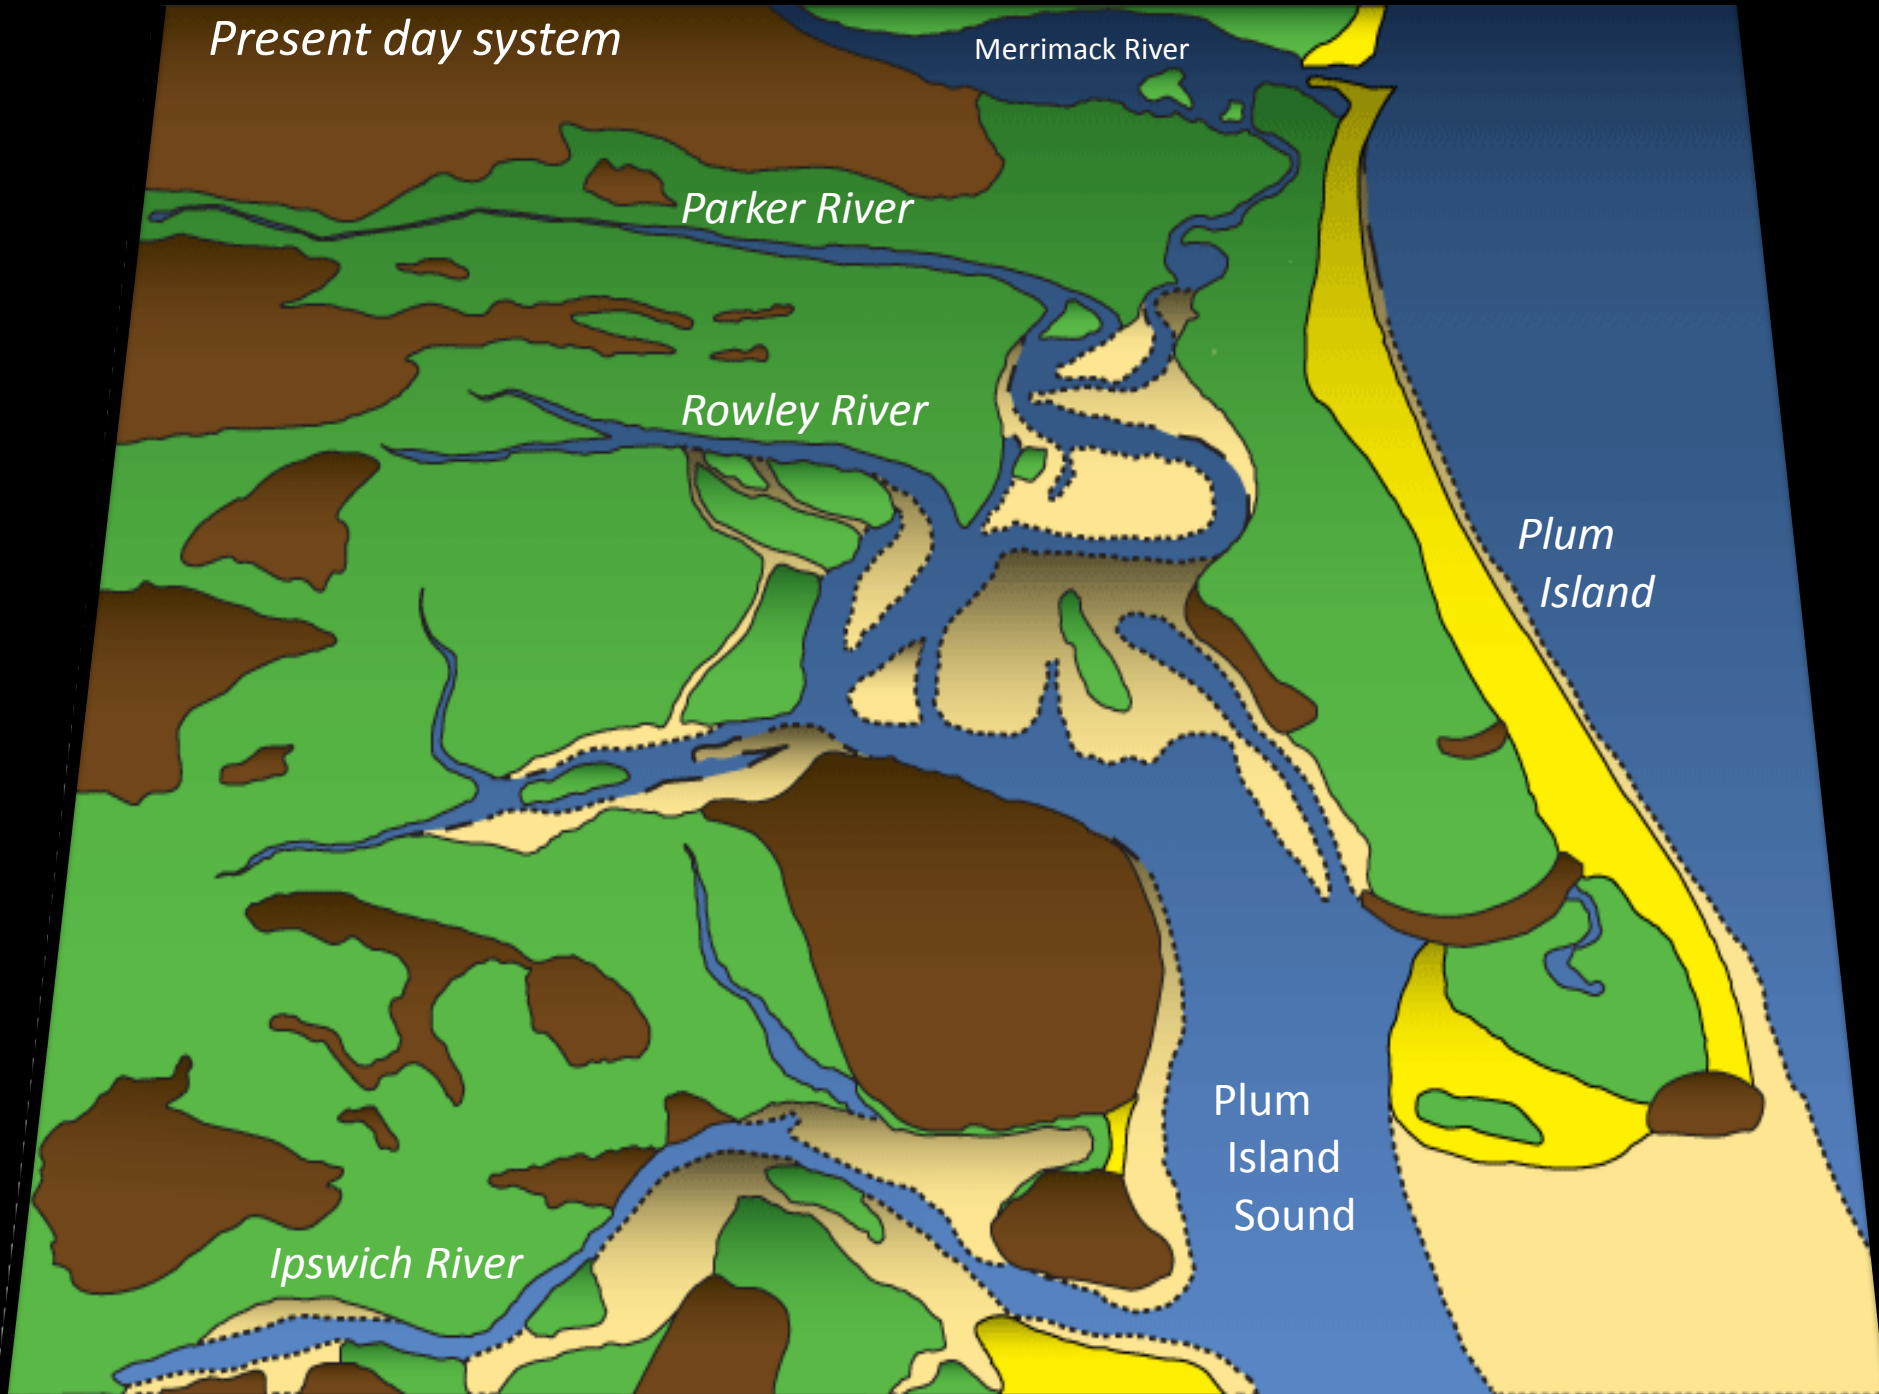 Present day system
Merrimack River
Parker River
Rowley River
Plum
Island
Plum
Island
Sound
Ipswich River